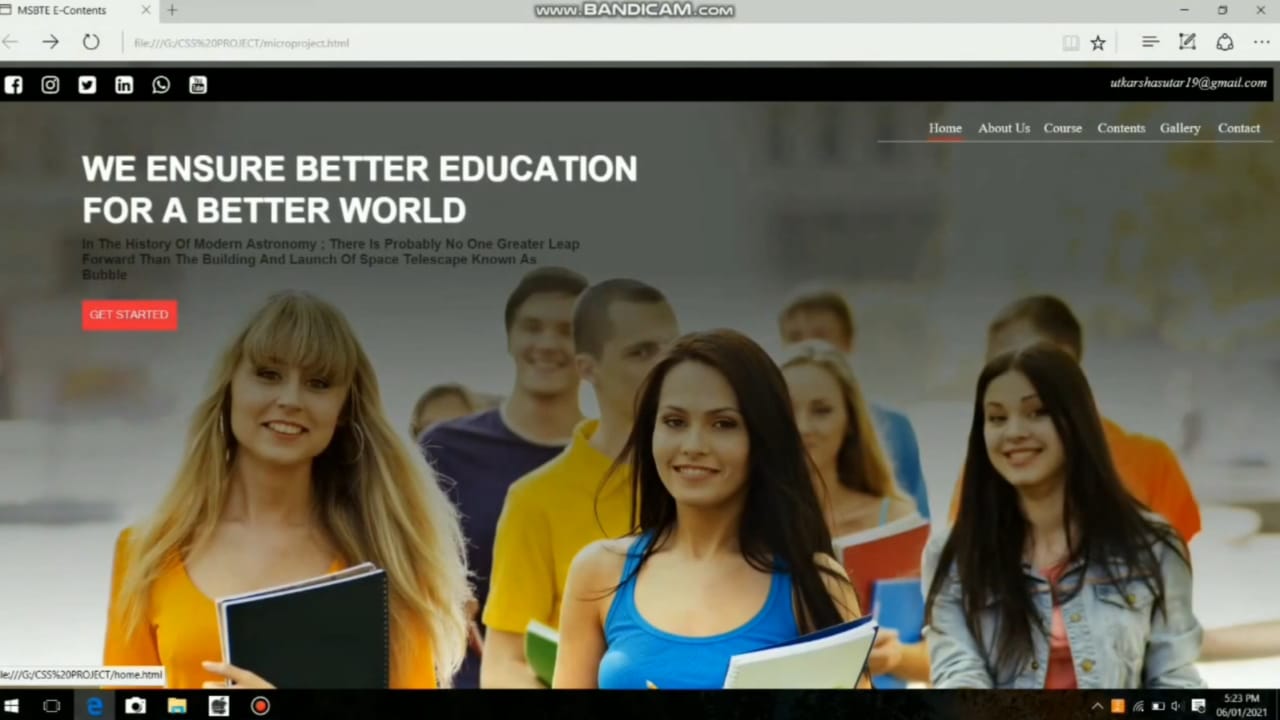 MSBTE E-Contents
www.BANDICAM.com
file:///G:/CSS%20PROJECT/microproject.html
utkarshasutar19@gmail.com
Home About Us Course Contents Gallery Contact
WE ENSURE BETTER EDUCATION
FOR A BETTER WORLD
In The History Of Modern Astronomy ; There Is Probably No One Greater Leap
Forward Than The Building And Launch Of Space Telescape Known As
Bubble
GET STARTED
le:///G:/CSS%20PROJECT/home.html
5:23 PM
06/01/2021